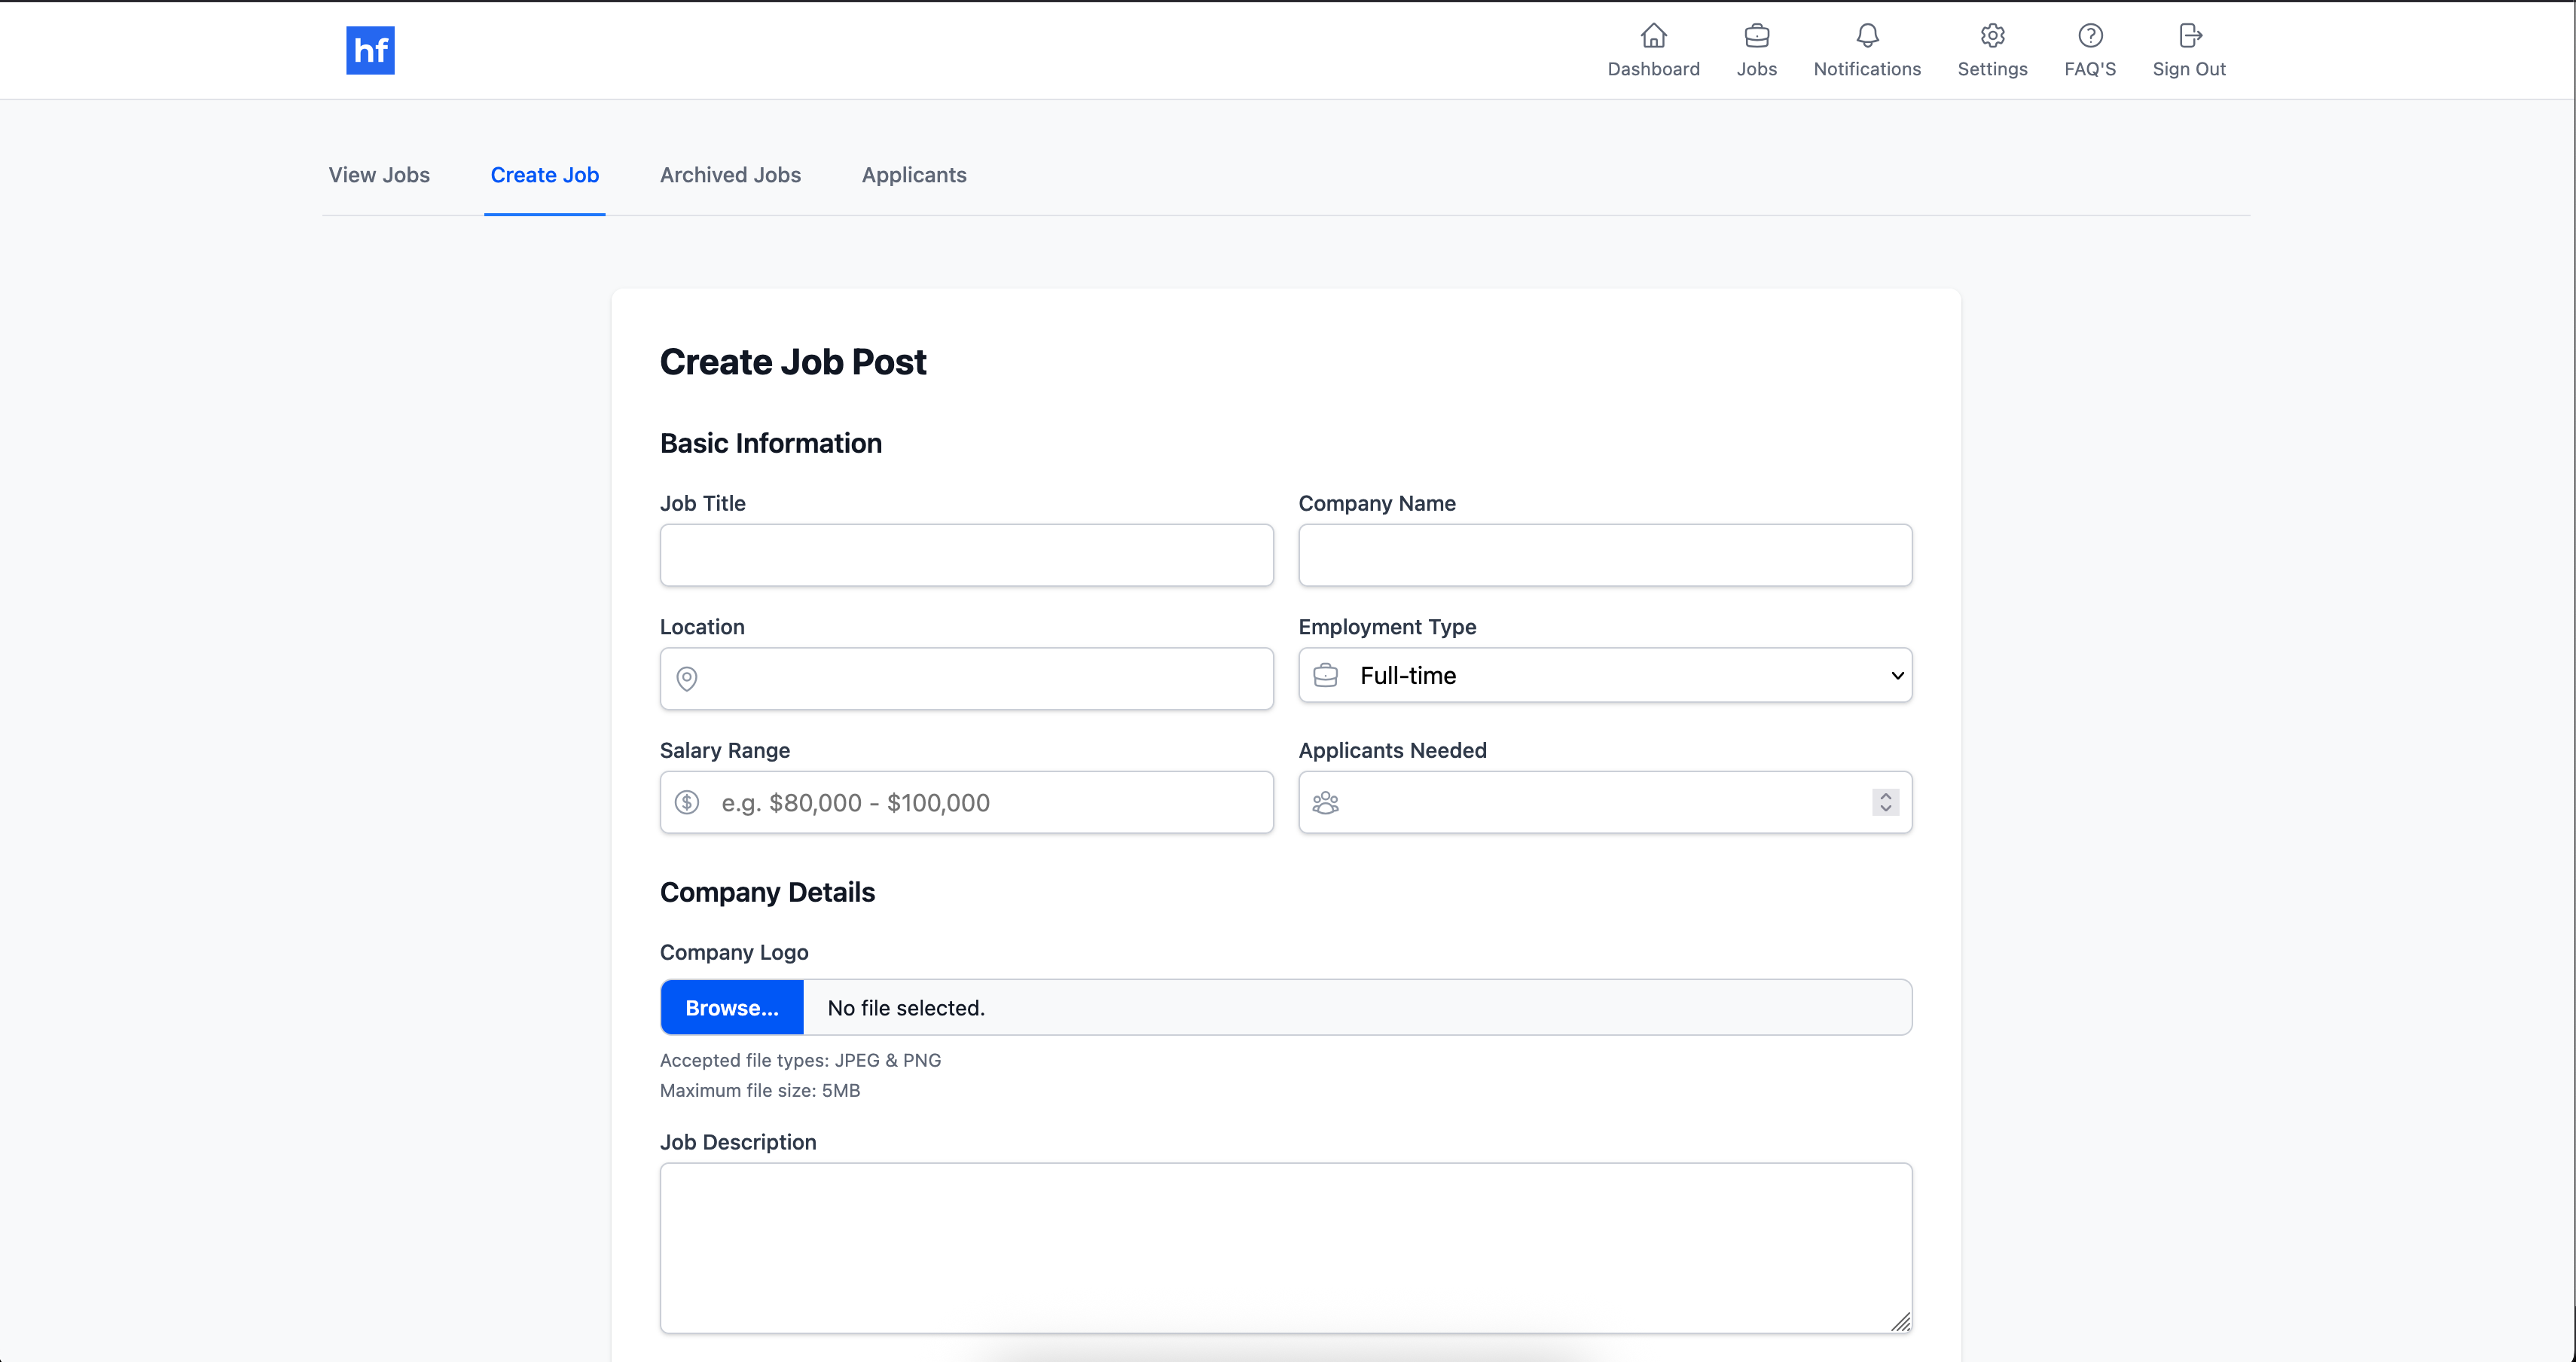 hf
Dashboard Jobs Notifications Settings FAQ'S Sign Out
View Jobs Create Job Archived Jobs Applicants
Create Job Post
Basic Information
Job Title Company Name
Location Employment Type
Full-time
Salary Range Applicants Needed
e.g. $80,000 - $100,000
Company Details
Company Logo
Browse... No file selected.
Accepted file types: JPEG & PNG
Maximum file size: 5MB
Job Description